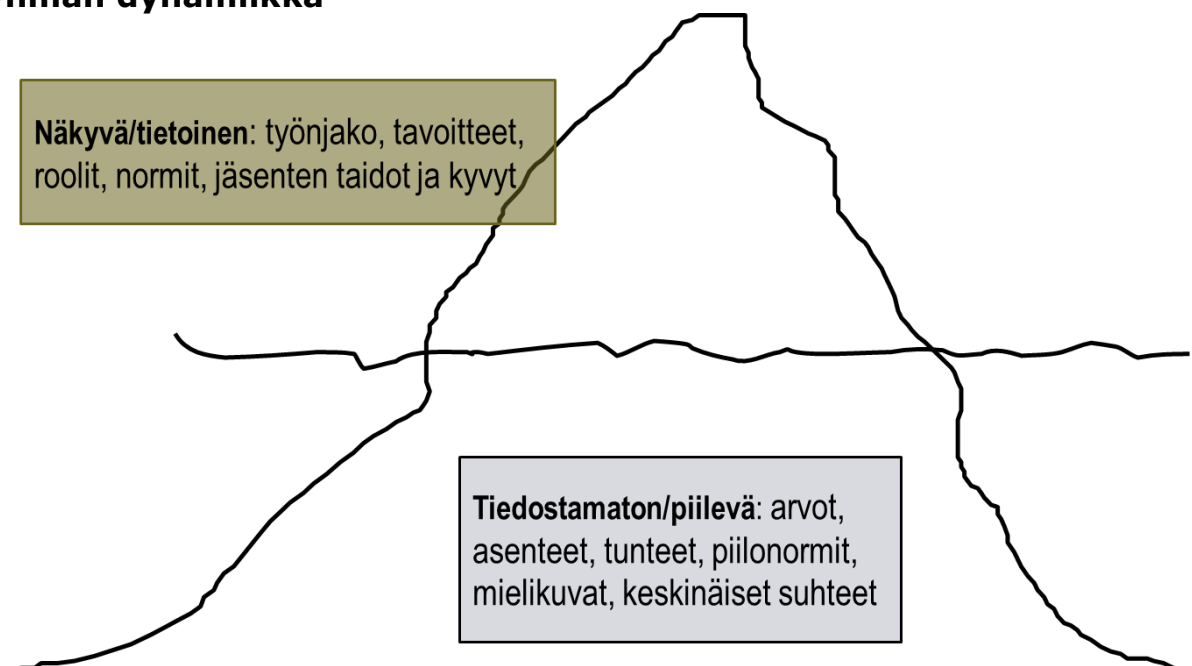 dynamiikka
Näkyvä/tietoinen: työnjako, tavoitteet,
roolit, normit, jäsenten taidot ja kyvyt
Tiedostamaton/piilevä: arvot,
asenteet, tunteet, piilonormit,
mielikuvat, keskinäiset suhteet